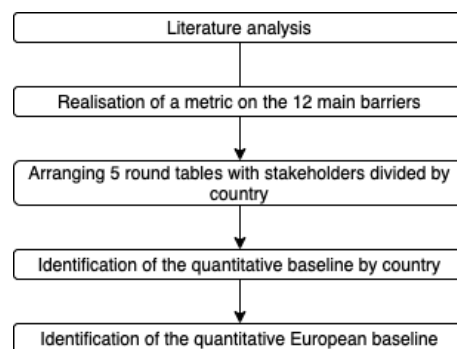 Literature analysis
Realisation of a metric on the 12 main barriers
Arranging 5 round tables with stakeholders divided by
country
Identification of the quantitative baseline by country
Identification of the quantitative European baseline